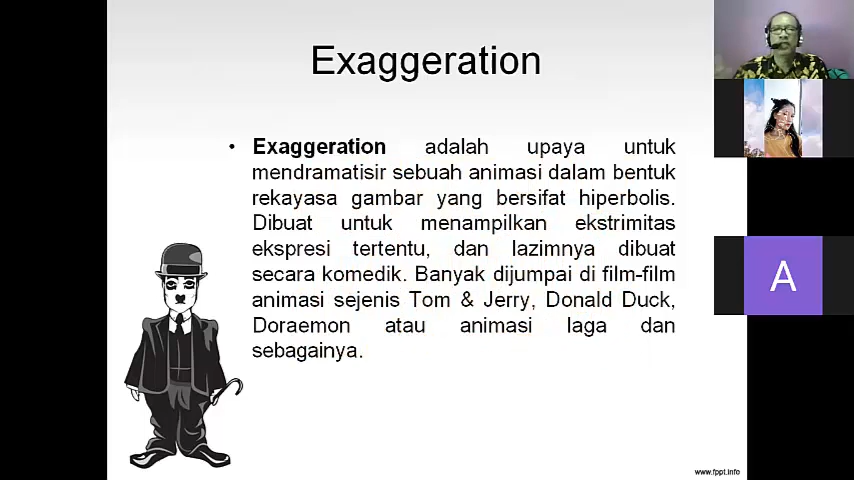 Exaggeration
• Exaggeration adalah upaya untuk
mendramatisir sebuah animasi dalam bentuk
rekayasa gambar yang bersifat hiperbolis.
Dibuat untuk menampilkan ekstrimitas
ekspresi tertentu, dan lazimnya dibuat
secara komedik. Banyak dijumpai di film-film
animasi sejenis Tom & Jerry, Donald Duck,
Doraemon atau animasi laga dan
sebagainya.
A
www.fppt.info